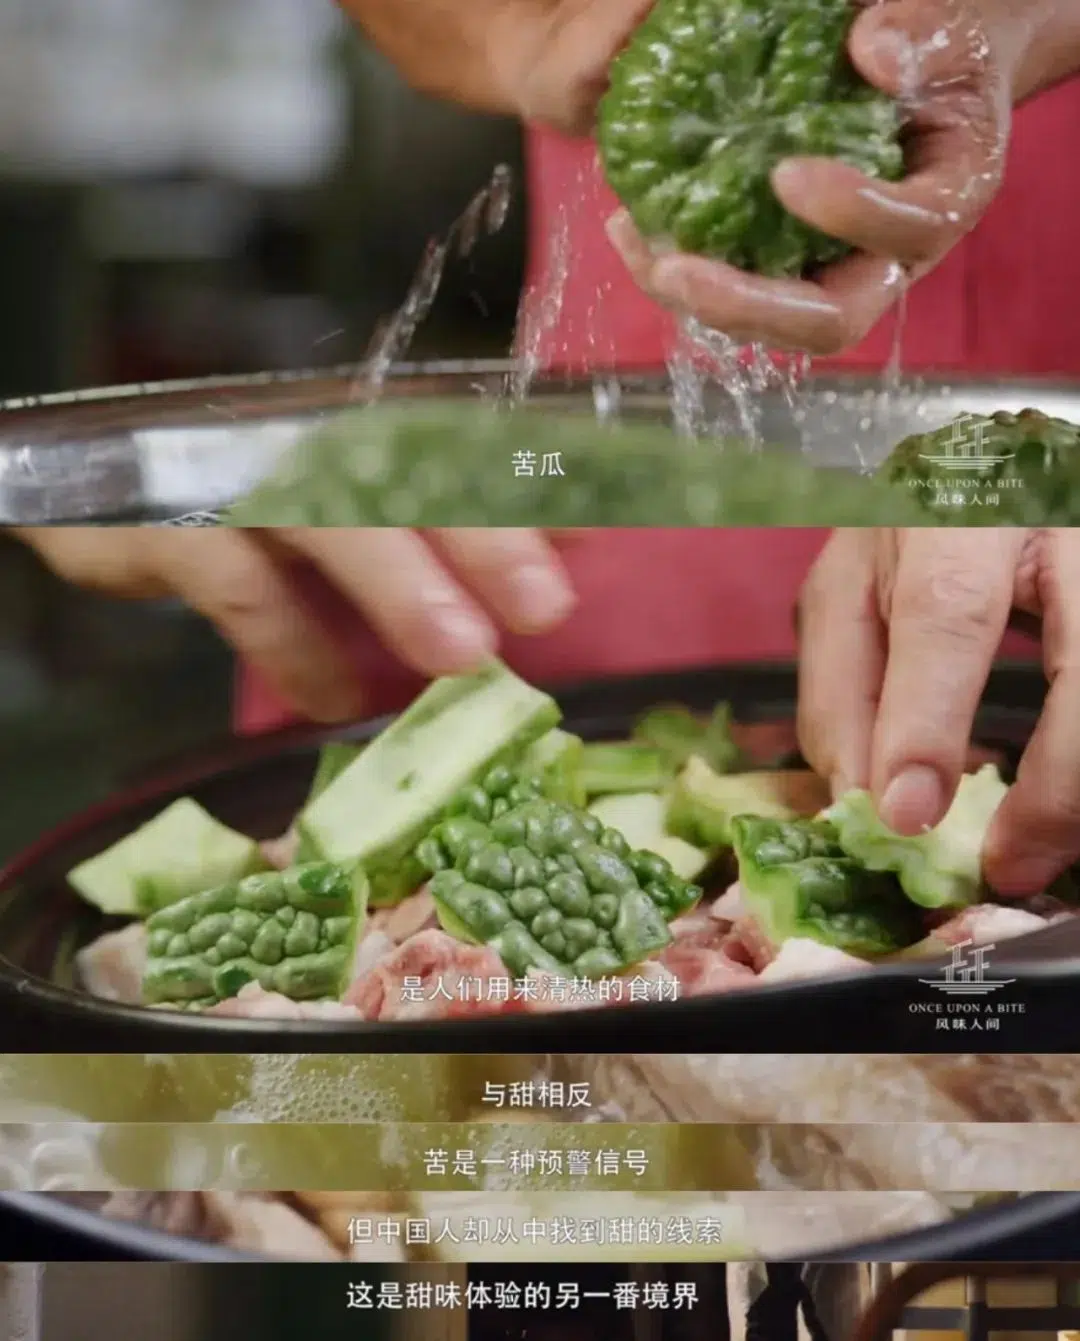 苦瓜
ONCE UPON A BITE
风味人间
是人们用来清热的食材
ONCE UPON A BITE
风味人间
与甜相反
苦是一种预警信号
但中国人却从中找到甜的线索
这是甜味体验的另一番境界